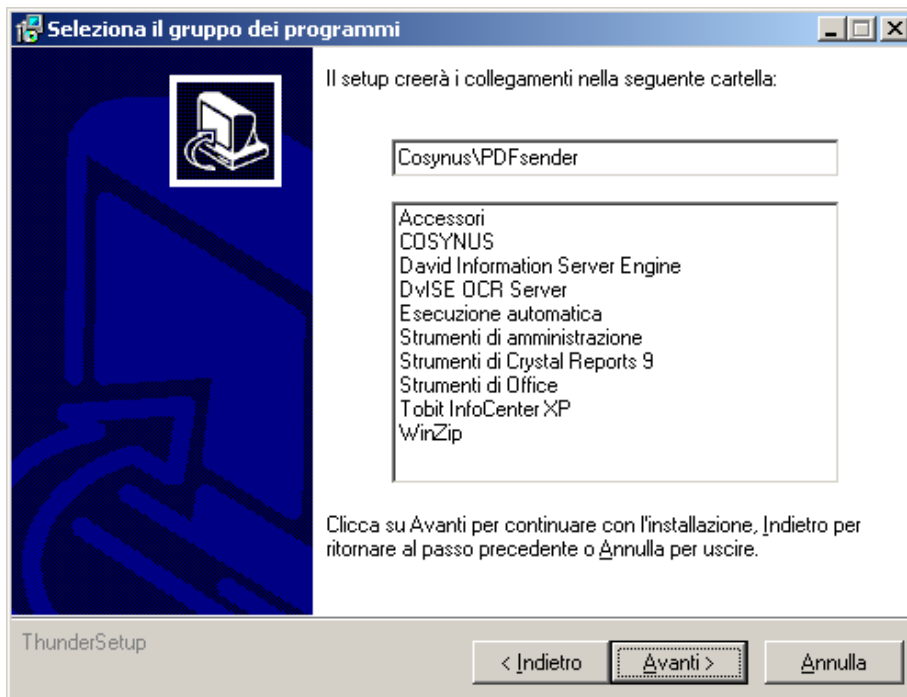 Seleziona il gruppo dei programmi
Il setup creerà i collegamenti nella seguente cartella:
Cosynus\PDFsender
Accessori
COSYNUS
David Information Server Engine
DvISE OCR Server
Esecuzione automatica
Strumenti di amministrazione
Strumenti di Crystal Reports 9
Strumenti di Office
Tobit InfoCenter XP
WinZip
Clicca su Avanti per continuare con l'installazione, Indietro per
ritornare al passo precedente o Annulla per uscire.
ThunderSetup
< Indietro
Avanti >
Annulla